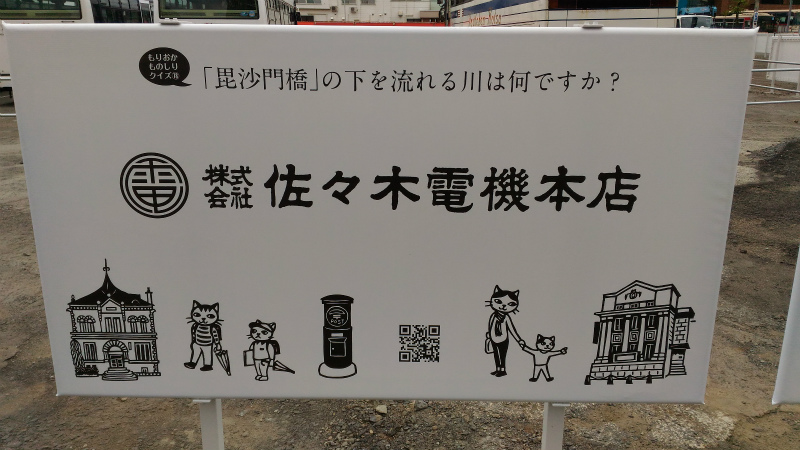 もりおか
ものしり
クイズ
「毘沙門橋」の下を流れる川は何ですか？
株式会社 佐々木電機本店